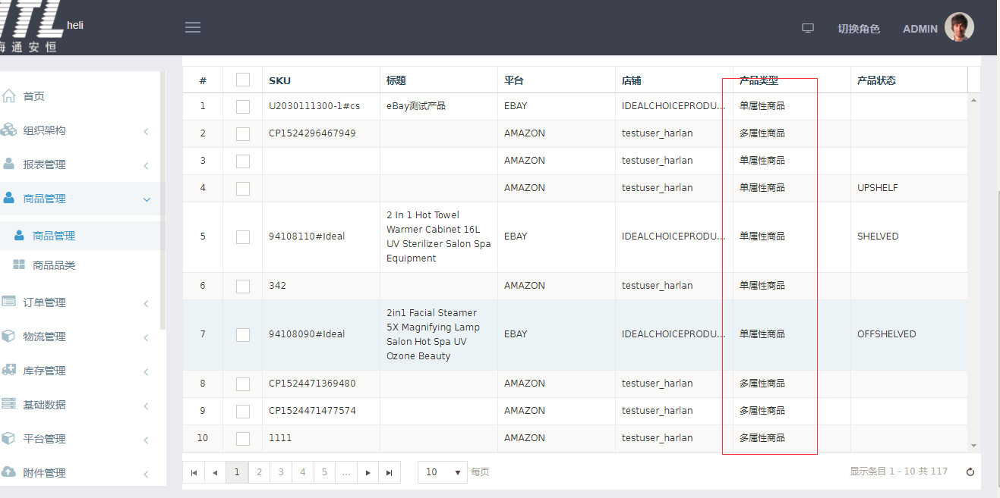 heli
海通安恒
切换角色
ADMIN
首页
组织架构
报表管理
商品管理
商品管理
商品品类
订单管理
物流管理
库存管理
基础数据
平台管理
附件管理
# SKU 标题 平台 店铺 产品类型 产品状态
1 U2030111300-1#cs eBay测试产品 EBAY IDEALCHOICEPRODU... 单属性商品
2 CP1524296467949 AMAZON testuser_harlan 多属性商品
3 AMAZON testuser_harlan 单属性商品
4 AMAZON testuser_harlan 单属性商品 UPSHELF
2 In 1 Hot Towel
Warmer Cabinet 16L
5 94108110#Ideal UV Sterilizer Salon Spa EBAY IDEALCHOICEPRODU... 单属性商品 SHELVED
Equipment
6 342 AMAZON testuser_harlan 单属性商品
2in1 Facial Steamer
5X Magnifying Lamp
7 94108090#Ideal Salon Hot Spa UV EBAY IDEALCHOICEPRODU... 单属性商品 OFFSHELVED
Ozone Beauty
8 CP1524471369480 AMAZON testuser_harlan 多属性商品
9 CP1524471477574 AMAZON testuser_harlan 多属性商品
10 1111 AMAZON testuser_harlan 多属性商品
1 2 3 4 5 ... 10 每页 显示条目 1 - 10 共 117